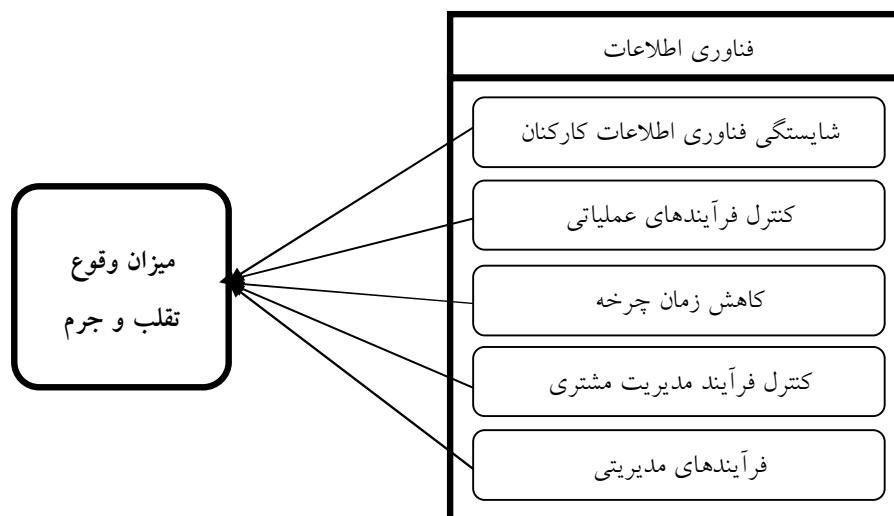 فناوری اطلاعات
شایستگی فناوری اطلاعات کارکنان
کنترل فرآیندهای عملیاتی
کاهش زمان چرخه
کنترل فرآیند مدیریت مشتری
فرآیندهای مدیریتی
میزان وقوع
تقلب و جرم